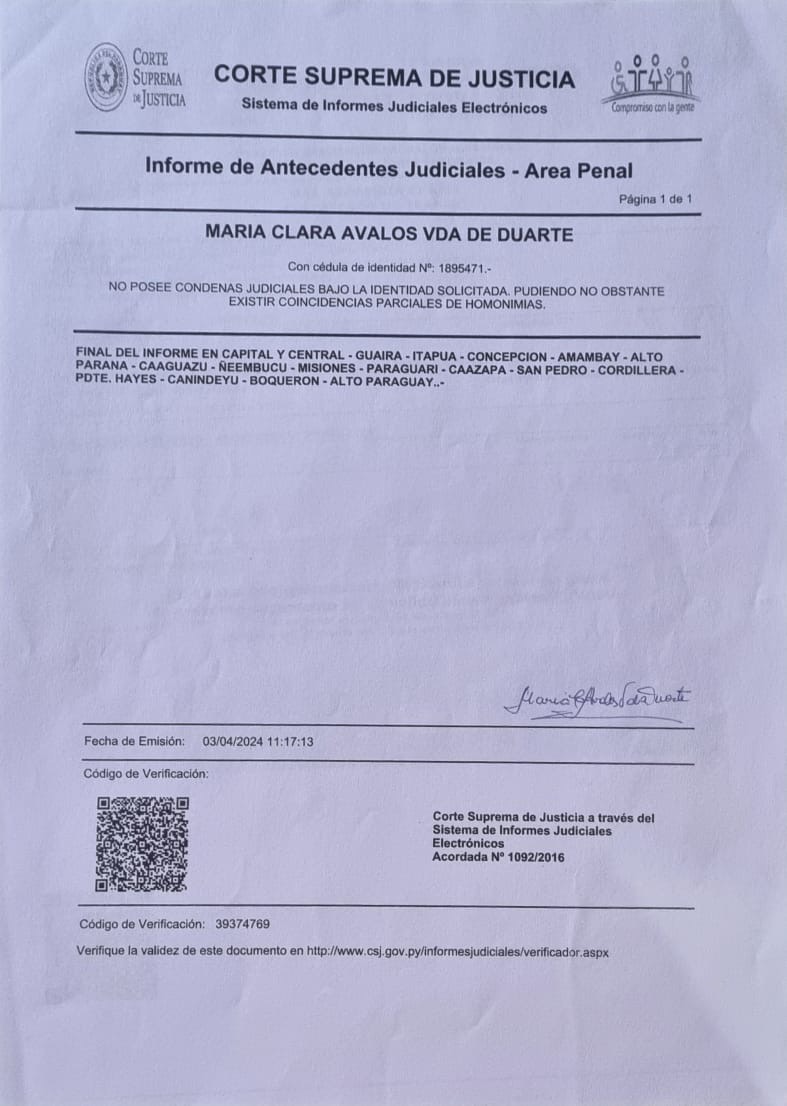 CORTE
SUPREMA
DE JUSTICIA
CORTE SUPREMA DE JUSTICIA
Sistema de Informes Judiciales Electrónicos
Compromiso con la gente
Informe de Antecedentes Judiciales - Area Penal
Página 1 de 1
MARIA CLARA AVALOS VDA DE DUARTE
Con cédula de identidad Nº: 1895471.-
NO POSEE CONDENAS JUDICIALES BAJO LA IDENTIDAD SOLICITADA. PUDIENDO NO OBSTANTE
EXISTIR COINCIDENCIAS PARCIALES DE HOMONIMIAS.
FINAL DEL INFORME EN CAPITAL Y CENTRAL - GUAIRA - ITAPUA - CONCEPCION - AMAMBAY - ALTO
PARANA - CAAGUAZU - ÑEEMBUCU - MISIONES - PARAGUARI - CAAZAPA - SAN PEDRO - CORDILLERA -
PDTE. HAYES - CANINDEYU - BOQUERON - ALTO PARAGUAY..-
Fecha de Emisión: 03/04/2024 11:17:13
Código de Verificación:
Corte Suprema de Justicia a través del
Sistema de Informes Judiciales
Electrónicos
Acordada Nº 1092/2016
Código de Verificación: 39374769
Verifique la validez de este documento en http://www.csj.gov.py/informesjudiciales/verificador.aspx